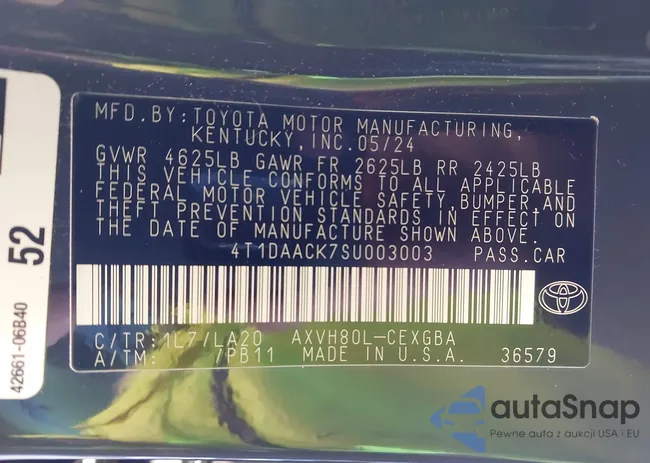 MFD.BY:TOYOTA MOTOR MANUFACTURING,
KENTUCKY,INC.05/24
GVWR 4625LB GAWR FR 2625LB RR 2425LB
THIS VEHICLE CONFORMS TO ALL APPLICABLE
FEDERAL MOTOR VEHICLE SAFETY,BUMPER,AND
THEFT PREVENTION STANDARDS IN EFFECT ON
THE DATE OF MANUFACTURE SHOWN ABOVE.
4T1DAACK7SU003003 PASS.CAR
C/TR:1L7/LA20 AXVH80L-CEXGBA
A/TM: /PB11 MADE IN U.S.A. 36579
52
42661-06B40
autaSnap
Pewne auta z aukcji USA i EU